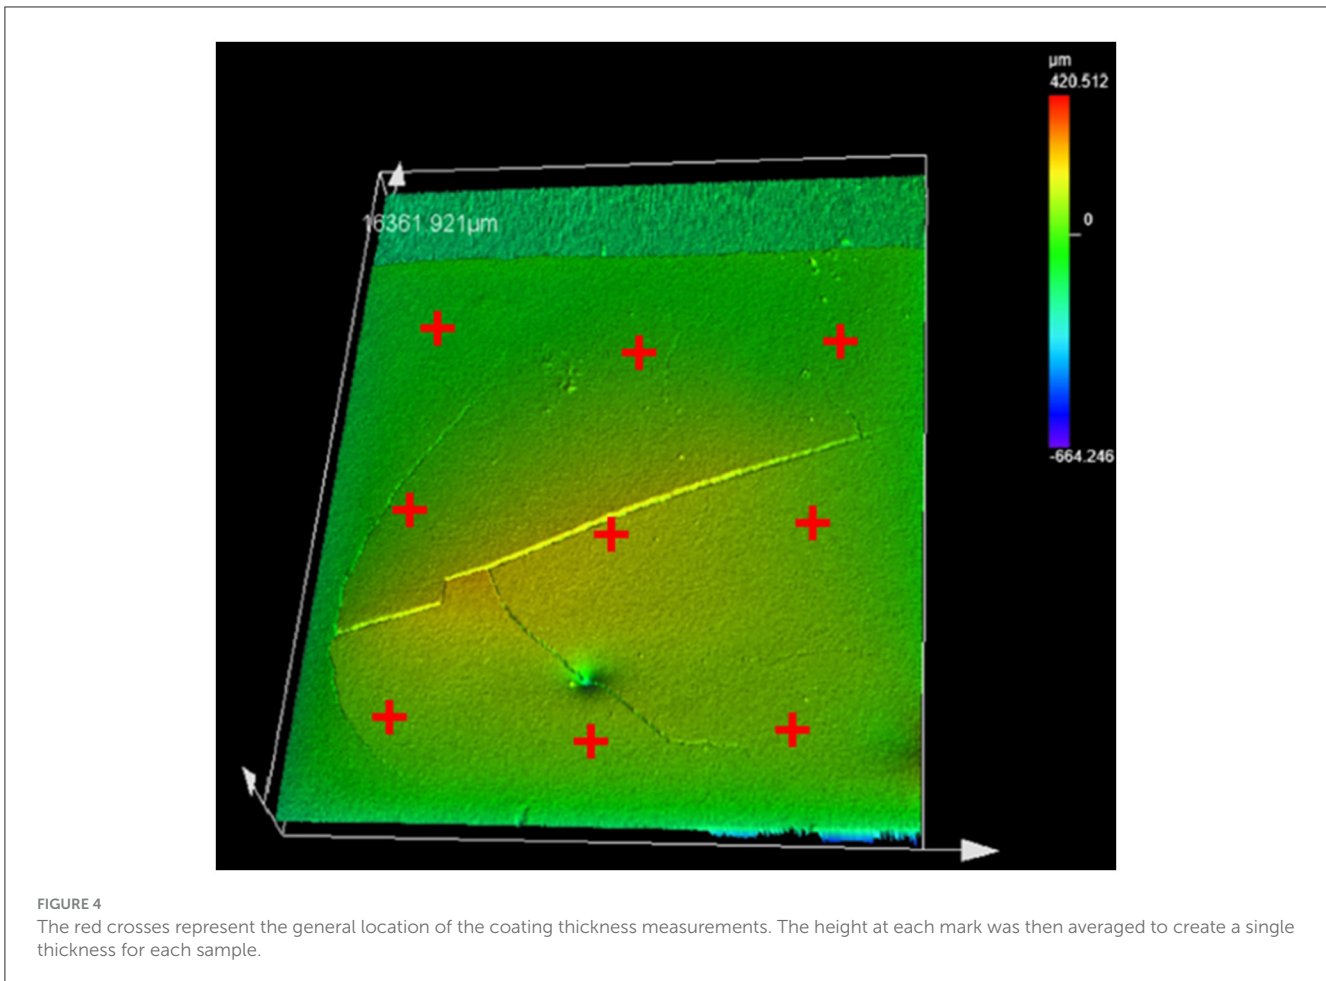 µm
420.512
16361 921µm
0
-664.246
FIGURE 4
The red crosses represent the general location of the coating thickness measurements. The height at each mark was then averaged to create a single
thickness for each sample.